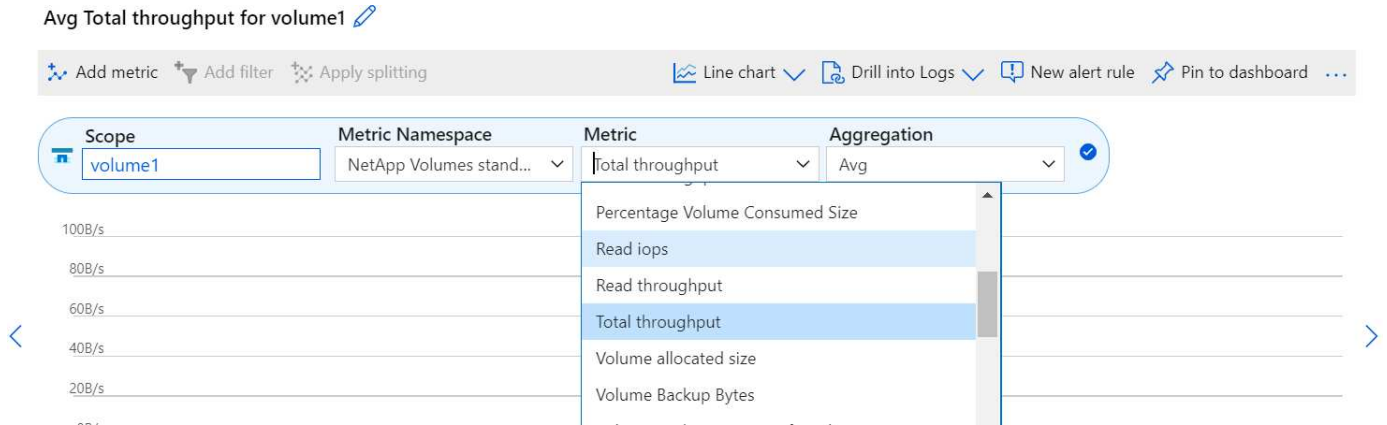 Avg Total throughput for volume1
Add metric Add filter Apply splitting Line chart Drill into Logs New alert rule Pin to dashboard ...
Scope Metric Namespace Metric Aggregation
volume1 NetApp Volumes stand... Total throughput Avg
Percentage Volume Consumed Size
100B/s
Read iops
80B/s
Read throughput
60B/s
Total throughput
40B/s
Volume allocated size
20B/s
Volume Backup Bytes